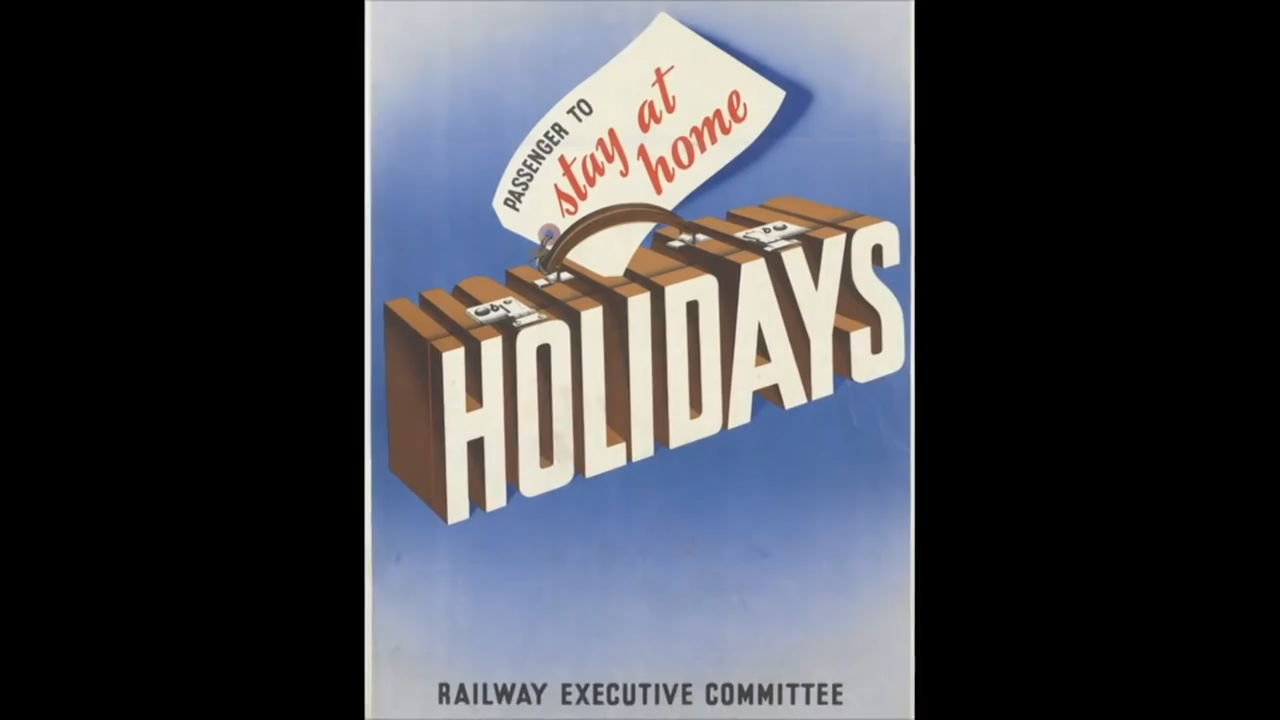 PASSENGER TO
stay at
home
HOLIDAYS
RAILWAY EXECUTIVE COMMITTEE